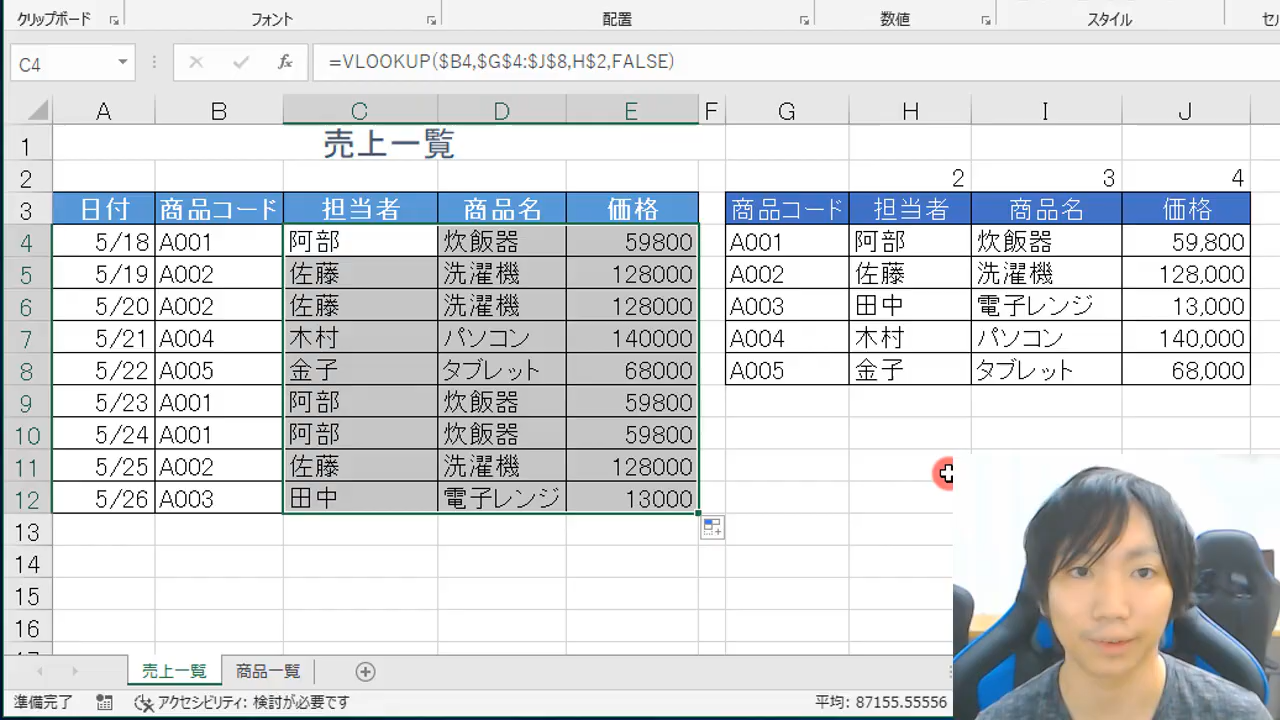 クリップボード フォント 配置 数値 スタイル セ
C4 fx =VLOOKUP($B4,$G$4:$J$8,H$2,FALSE)
A B C D E F G H I J
1 売上一覧
2 2 3 4
3 日付 商品コード 担当者 商品名 価格 商品コード 担当者 商品名 価格
4 5/18 A001 阿部 炊飯器 59800 A001 阿部 炊飯器 59,800
5 5/19 A002 佐藤 洗濯機 128000 A002 佐藤 洗濯機 128,000
6 5/20 A002 佐藤 洗濯機 128000 A003 田中 電子レンジ 13,000
7 5/21 A004 木村 パソコン 140000 A004 木村 パソコン 140,000
8 5/22 A005 金子 タブレット 68000 A005 金子 タブレット 68,000
9 5/23 A001 阿部 炊飯器 59800
10 5/24 A001 阿部 炊飯器 59800
11 5/25 A002 佐藤 洗濯機 128000
12 5/26 A003 田中 電子レンジ 13000
13
14
15
16
売上一覧 商品一覧
準備完了 アクセシビリティ: 検討が必要です 平均: 87155.55556